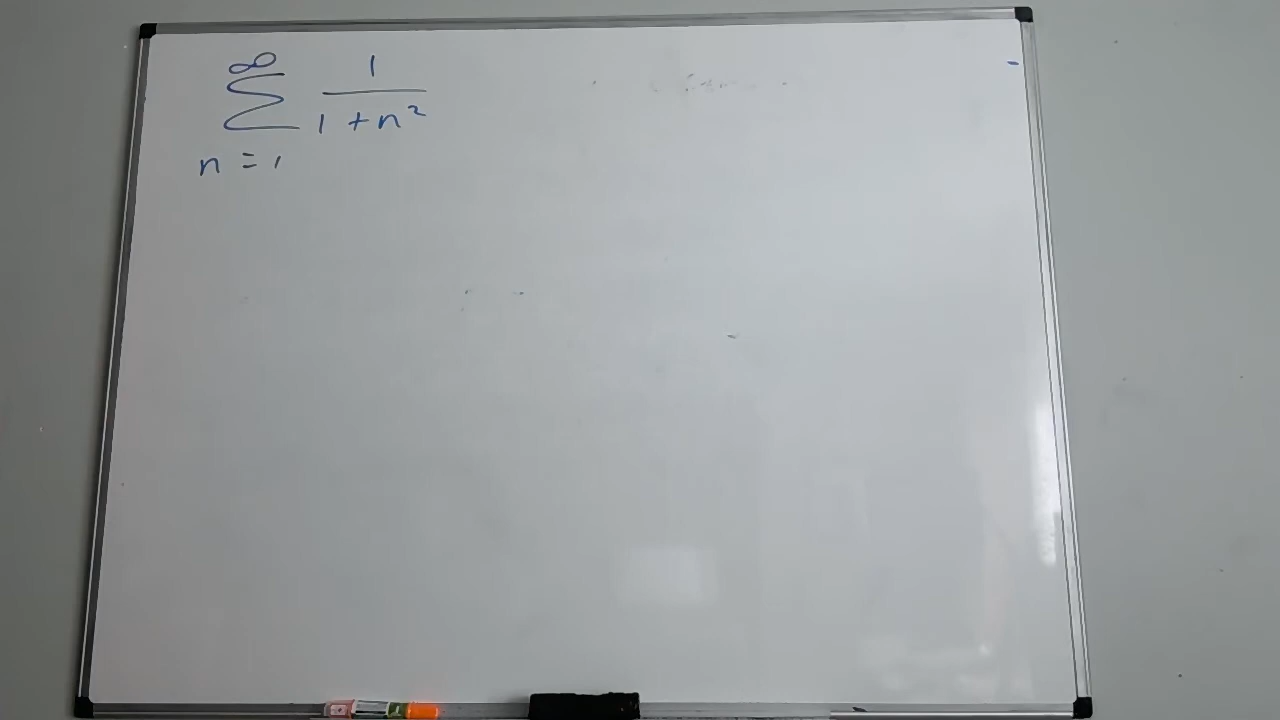 ∞
∑ 1/(1+n²)
n=1